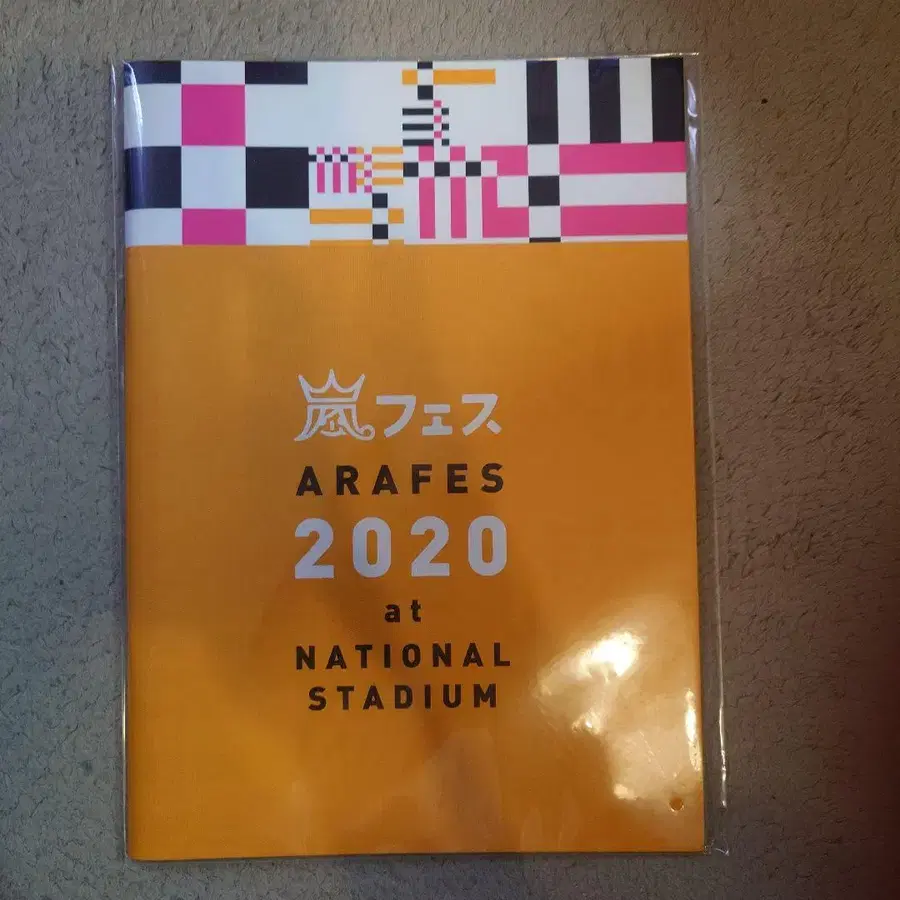 嵐フェス
ARAFES
2020
at
NATIONAL
STADIUM